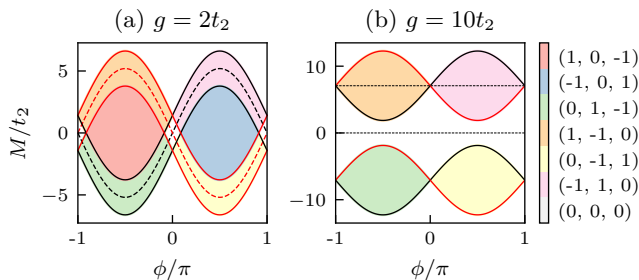 (a) g = 2t₂
(b) g = 10t₂
M/t₂
5
0
−5
-1
0
1
ϕ/π
10
0
−10
-1
0
1
ϕ/π
(1, 0, -1)
(-1, 0, 1)
(0, 1, -1)
(1, -1, 0)
(0, -1, 1)
(-1, 1, 0)
(0, 0, 0)